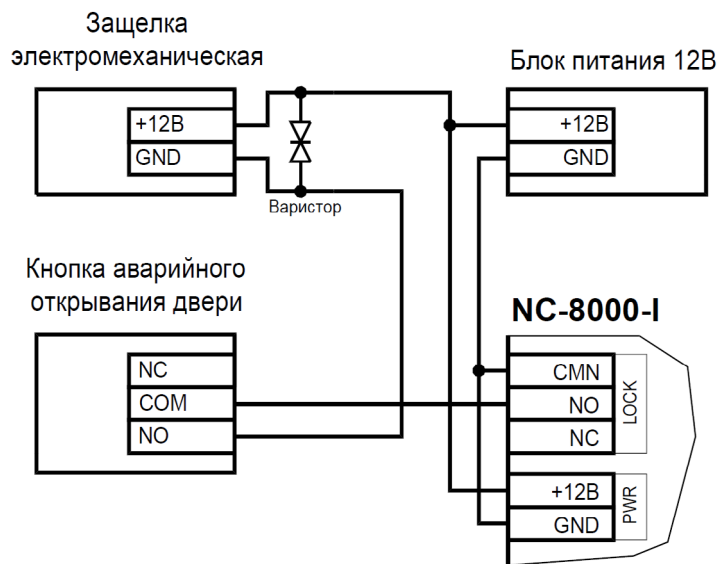 Защелка
электромеханическая
+12В
GND
Варистор
Блок питания 12В
+12В
GND
Кнопка аварийного
открывания двери
NC
COM
NO
NC-8000-I
CMN
NO
NC
LOCK
+12В
GND
PWR